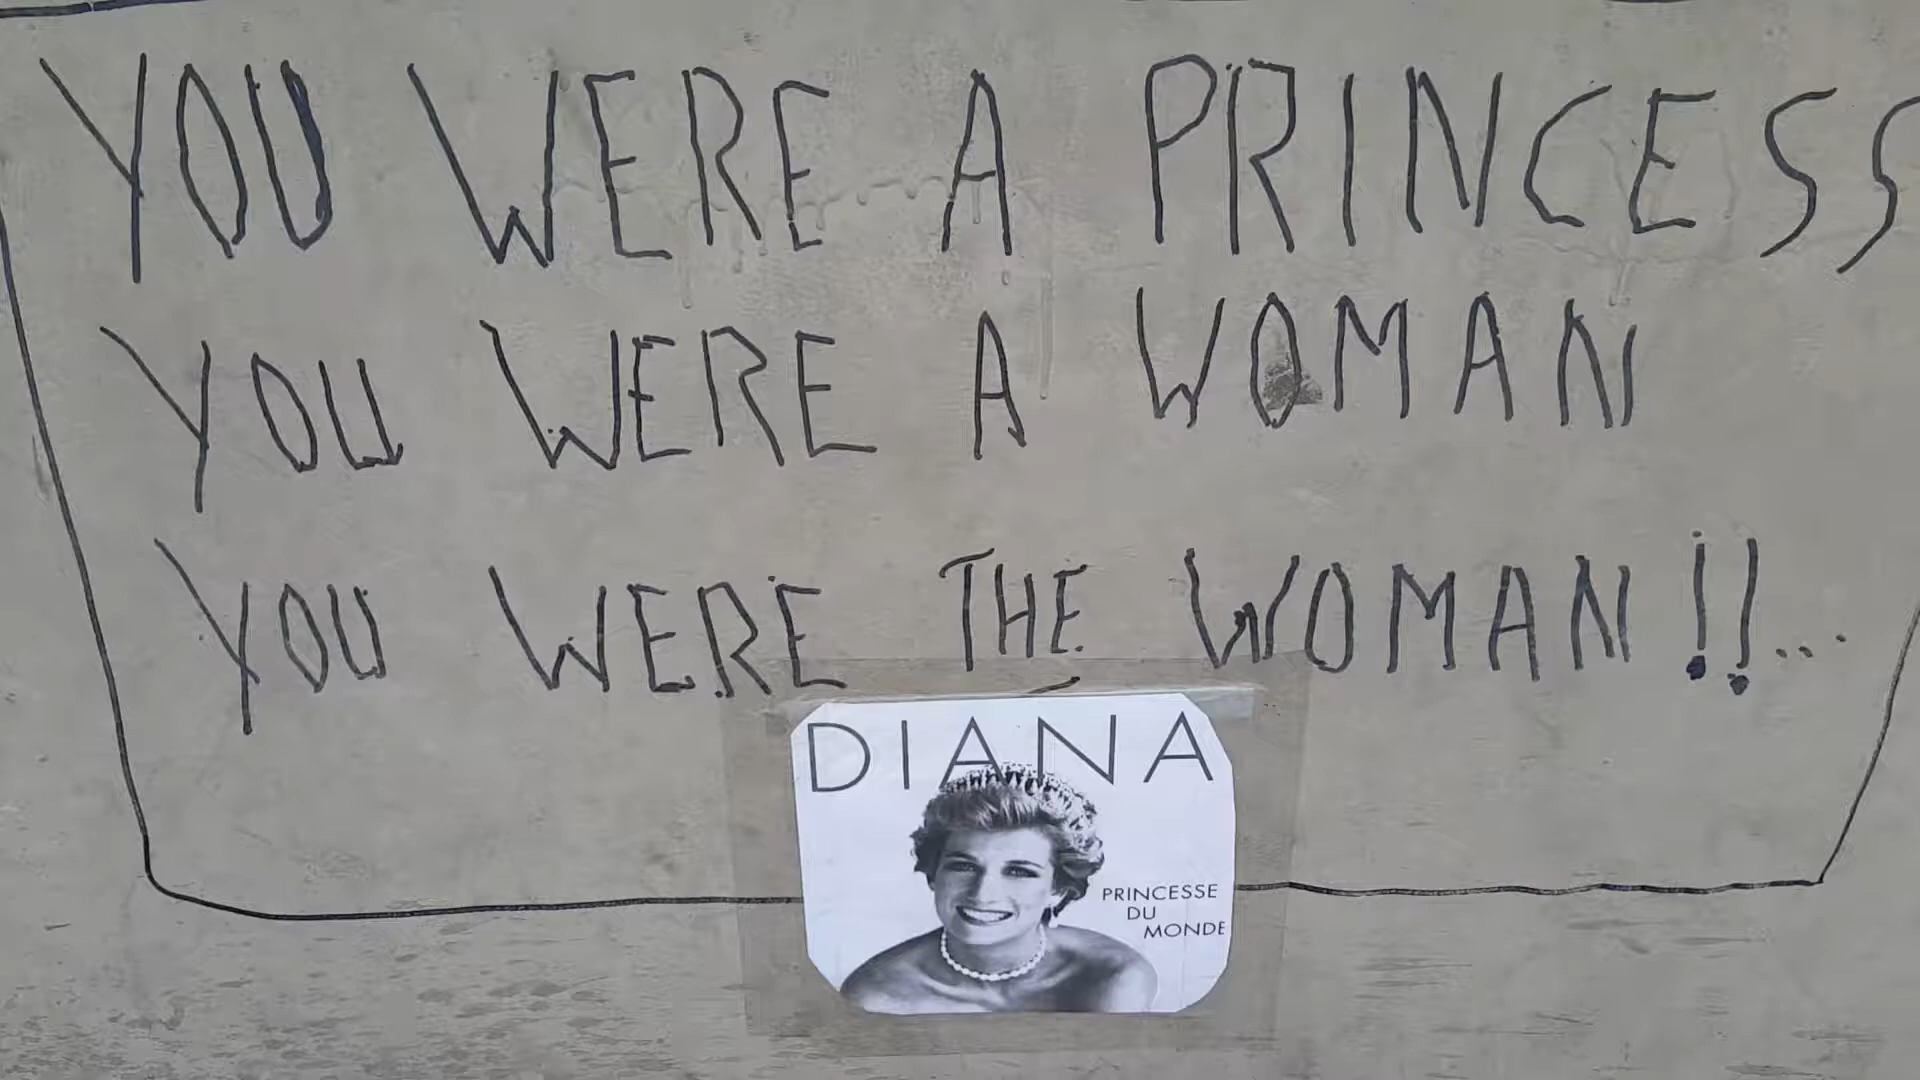 YOU WERE A PRINCESS
YOU WERE A WOMAN
YOU WERE THE WOMAN!!...
DIANA
PRINCESSE
DU
MONDE